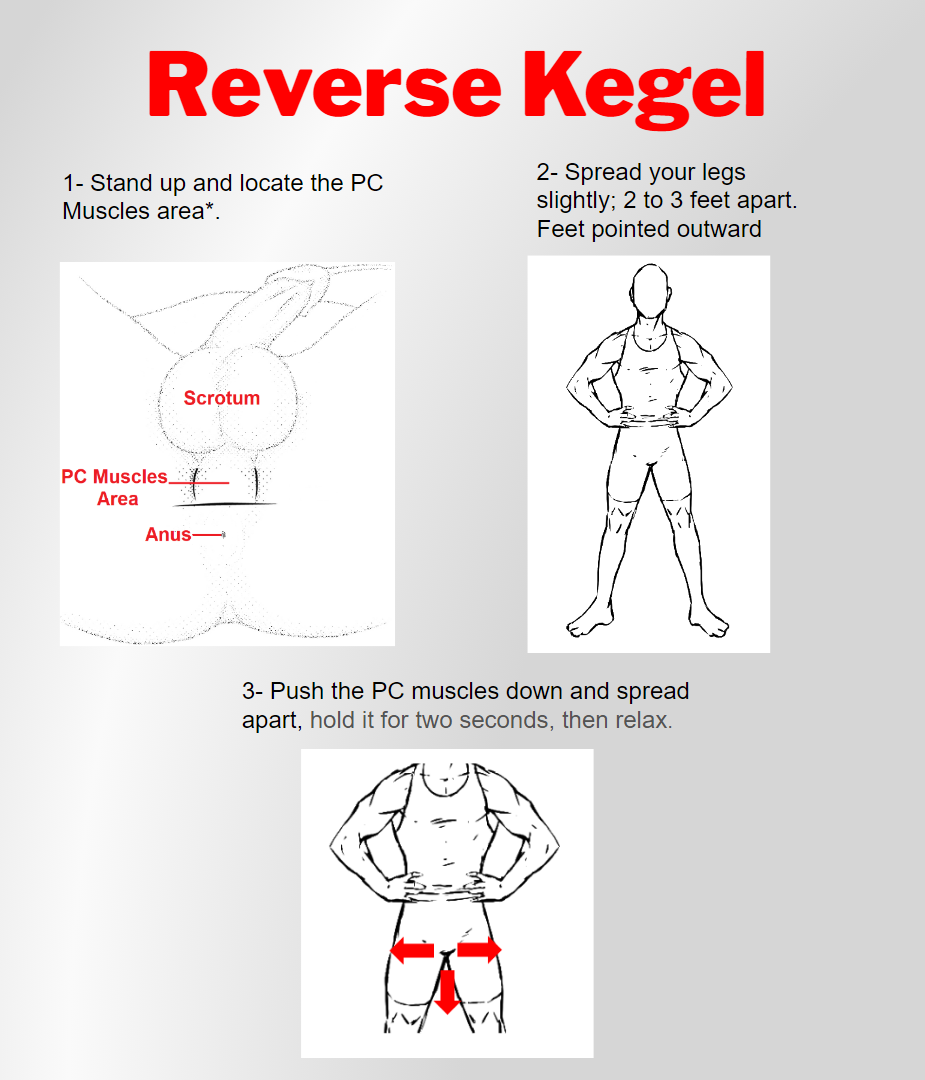 Reverse Kegel
1- Stand up and locate the PC
Muscles area*.
2- Spread your legs
slightly; 2 to 3 feet apart.
Feet pointed outward
Scrotum
PC Muscles
Area
Anus
3- Push the PC muscles down and spread
apart, hold it for two seconds, then relax.